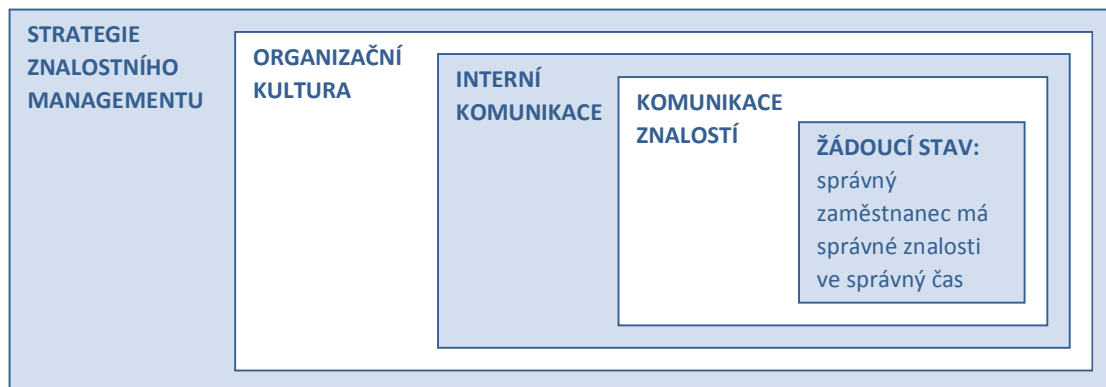 STRATEGIE
ZNALOSTNÍHO
MANAGEMENTU
ORGANIZAČNÍ
KULTURA
INTERNÍ
KOMUNIKACE
KOMUNIKACE
ZNALOSTÍ
ŽÁDOUCÍ STAV:
správný
zaměstnanec má
správné znalosti
ve správný čas